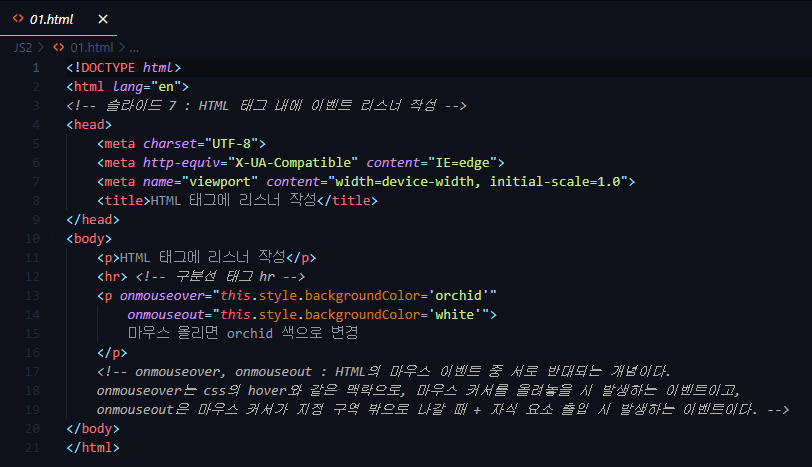 01.html
JS2 > 01.html > ...
1 <!DOCTYPE html>
2 <html lang="en">
3 <!-- 슬라이드 7 : HTML 태그 내에 이벤트 리스너 작성 -->
4 <head>
5     <meta charset="UTF-8">
6     <meta http-equiv="X-UA-Compatible" content="IE=edge">
7     <meta name="viewport" content="width=device-width, initial-scale=1.0">
8     <title>HTML 태그에 리스너 작성</title>
9 </head>
10 <body>
11     <p>HTML 태그에 리스너 작성</p>
12     <hr> <!-- 구분선 태그 hr -->
13     <p onmouseover="this.style.backgroundColor='orchid'"
14         onmouseout="this.style.backgroundColor='white'">
15         마우스 올리면 orchid 색으로 변경
16     </p>
17     <!-- onmouseover, onmouseout : HTML의 마우스 이벤트 중 서로 반대되는 개념이다.
18     onmouseover는 css의 hover와 같은 맥락으로, 마우스 커서를 올려놓을 시 발생하는 이벤트이고,
19     onmouseout은 마우스 커서가 지정 구역 밖으로 나갈 때 + 자식 요소 출입 시 발생하는 이벤트이다. -->
20 </body>
21 </html>